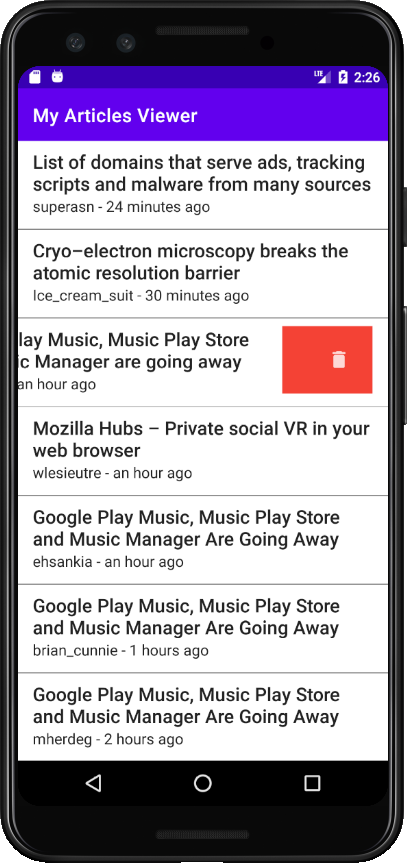 LTE 2:26
My Articles Viewer
List of domains that serve ads, tracking
scripts and malware from many sources
superasn - 24 minutes ago
Cryo–electron microscopy breaks the
atomic resolution barrier
Ice_cream_suit - 30 minutes ago
lay Music, Music Play Store
ic Manager are going away
an hour ago
Mozilla Hubs – Private social VR in your
web browser
wlesieutre - an hour ago
Google Play Music, Music Play Store
and Music Manager Are Going Away
ehsankia - an hour ago
Google Play Music, Music Play Store
and Music Manager Are Going Away
brian_cunnie - 1 hours ago
Google Play Music, Music Play Store
and Music Manager Are Going Away
mherdeg - 2 hours ago